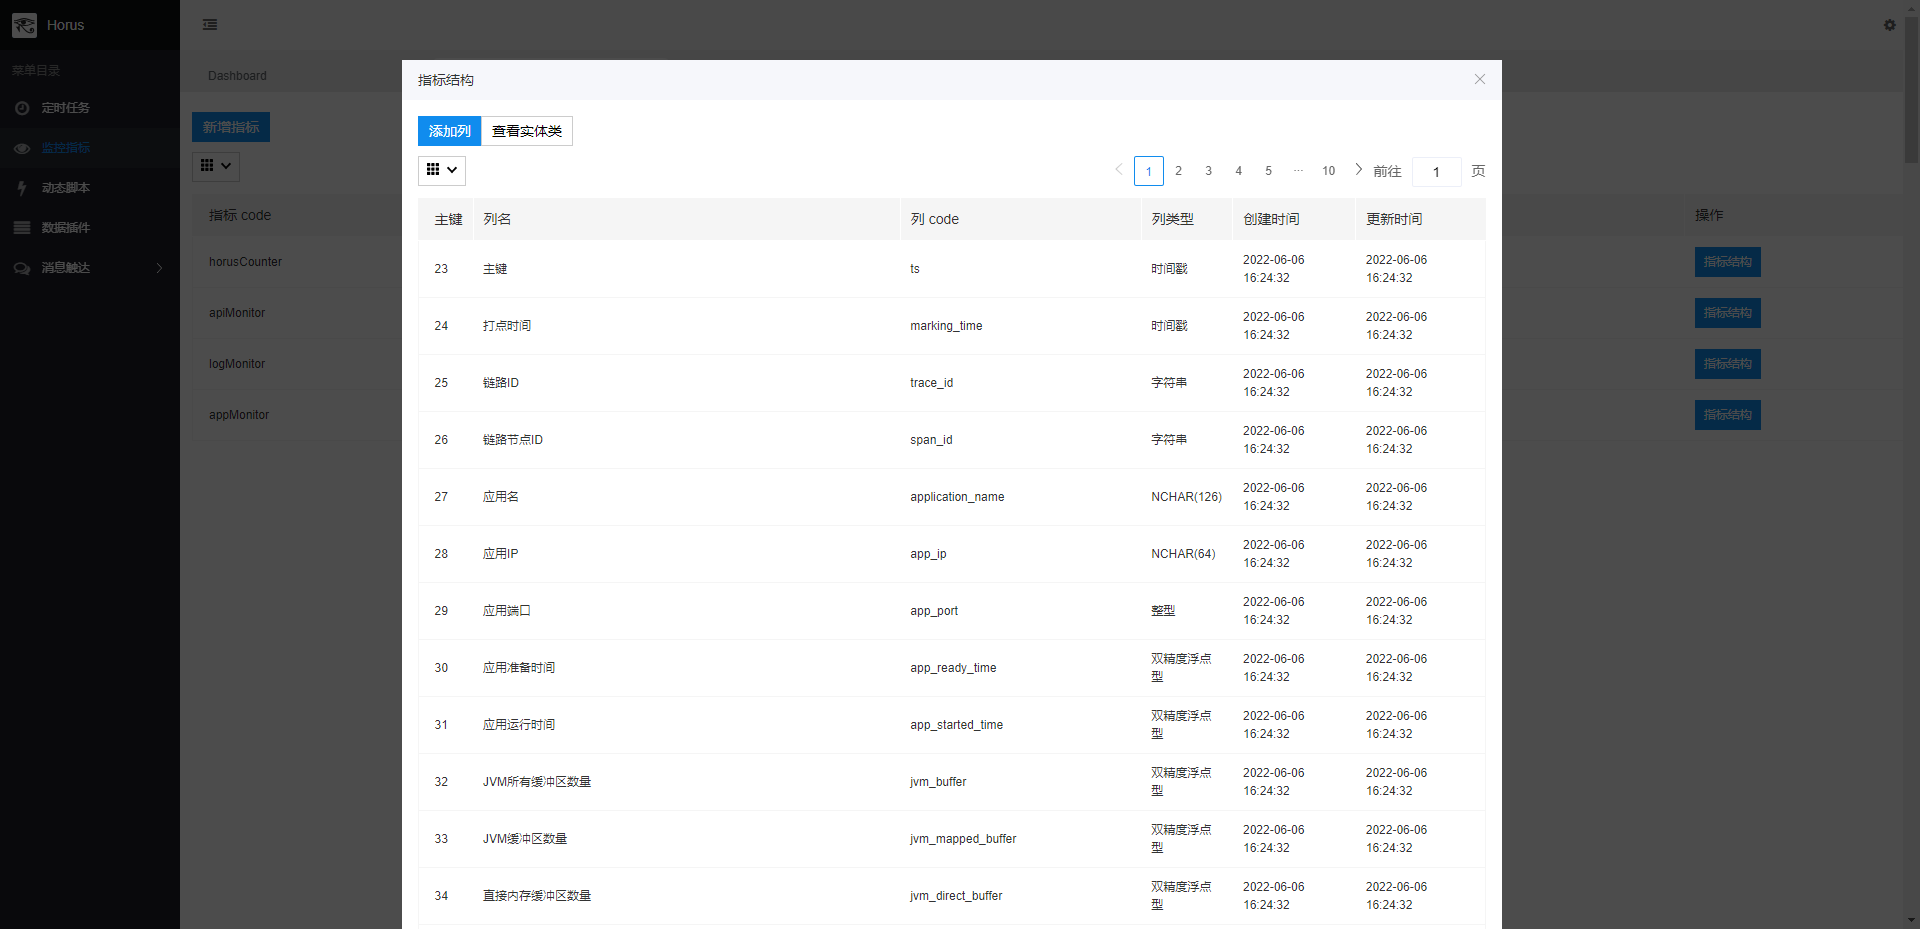 Horus
菜单目录
定时任务
监控指标
动态脚本
数据插件
消息触达
Dashboard
新增指标
指标 code
操作
horusCounter
指标结构
apiMonitor
指标结构
logMonitor
指标结构
appMonitor
指标结构
指标结构
添加列 查看实体类
1 2 3 4 5 ... 10 前往 1 页
主键 列名 列 code 列类型 创建时间 更新时间
23 主键 ts 时间戳 2022-06-06 16:24:32 2022-06-06 16:24:32
24 打点时间 marking_time 时间戳 2022-06-06 16:24:32 2022-06-06 16:24:32
25 链路ID trace_id 字符串 2022-06-06 16:24:32 2022-06-06 16:24:32
26 链路节点ID span_id 字符串 2022-06-06 16:24:32 2022-06-06 16:24:32
27 应用名 application_name NCHAR(126) 2022-06-06 16:24:32 2022-06-06 16:24:32
28 应用IP app_ip NCHAR(64) 2022-06-06 16:24:32 2022-06-06 16:24:32
29 应用端口 app_port 整型 2022-06-06 16:24:32 2022-06-06 16:24:32
30 应用准备时间 app_ready_time 双精度浮点型 2022-06-06 16:24:32 2022-06-06 16:24:32
31 应用运行时间 app_started_time 双精度浮点型 2022-06-06 16:24:32 2022-06-06 16:24:32
32 JVM所有缓冲区数量 jvm_buffer 双精度浮点型 2022-06-06 16:24:32 2022-06-06 16:24:32
33 JVM缓冲区数量 jvm_mapped_buffer 双精度浮点型 2022-06-06 16:24:32 2022-06-06 16:24:32
34 直接内存缓冲区数量 jvm_direct_buffer 双精度浮点型 2022-06-06 16:24:32 2022-06-06 16:24:32